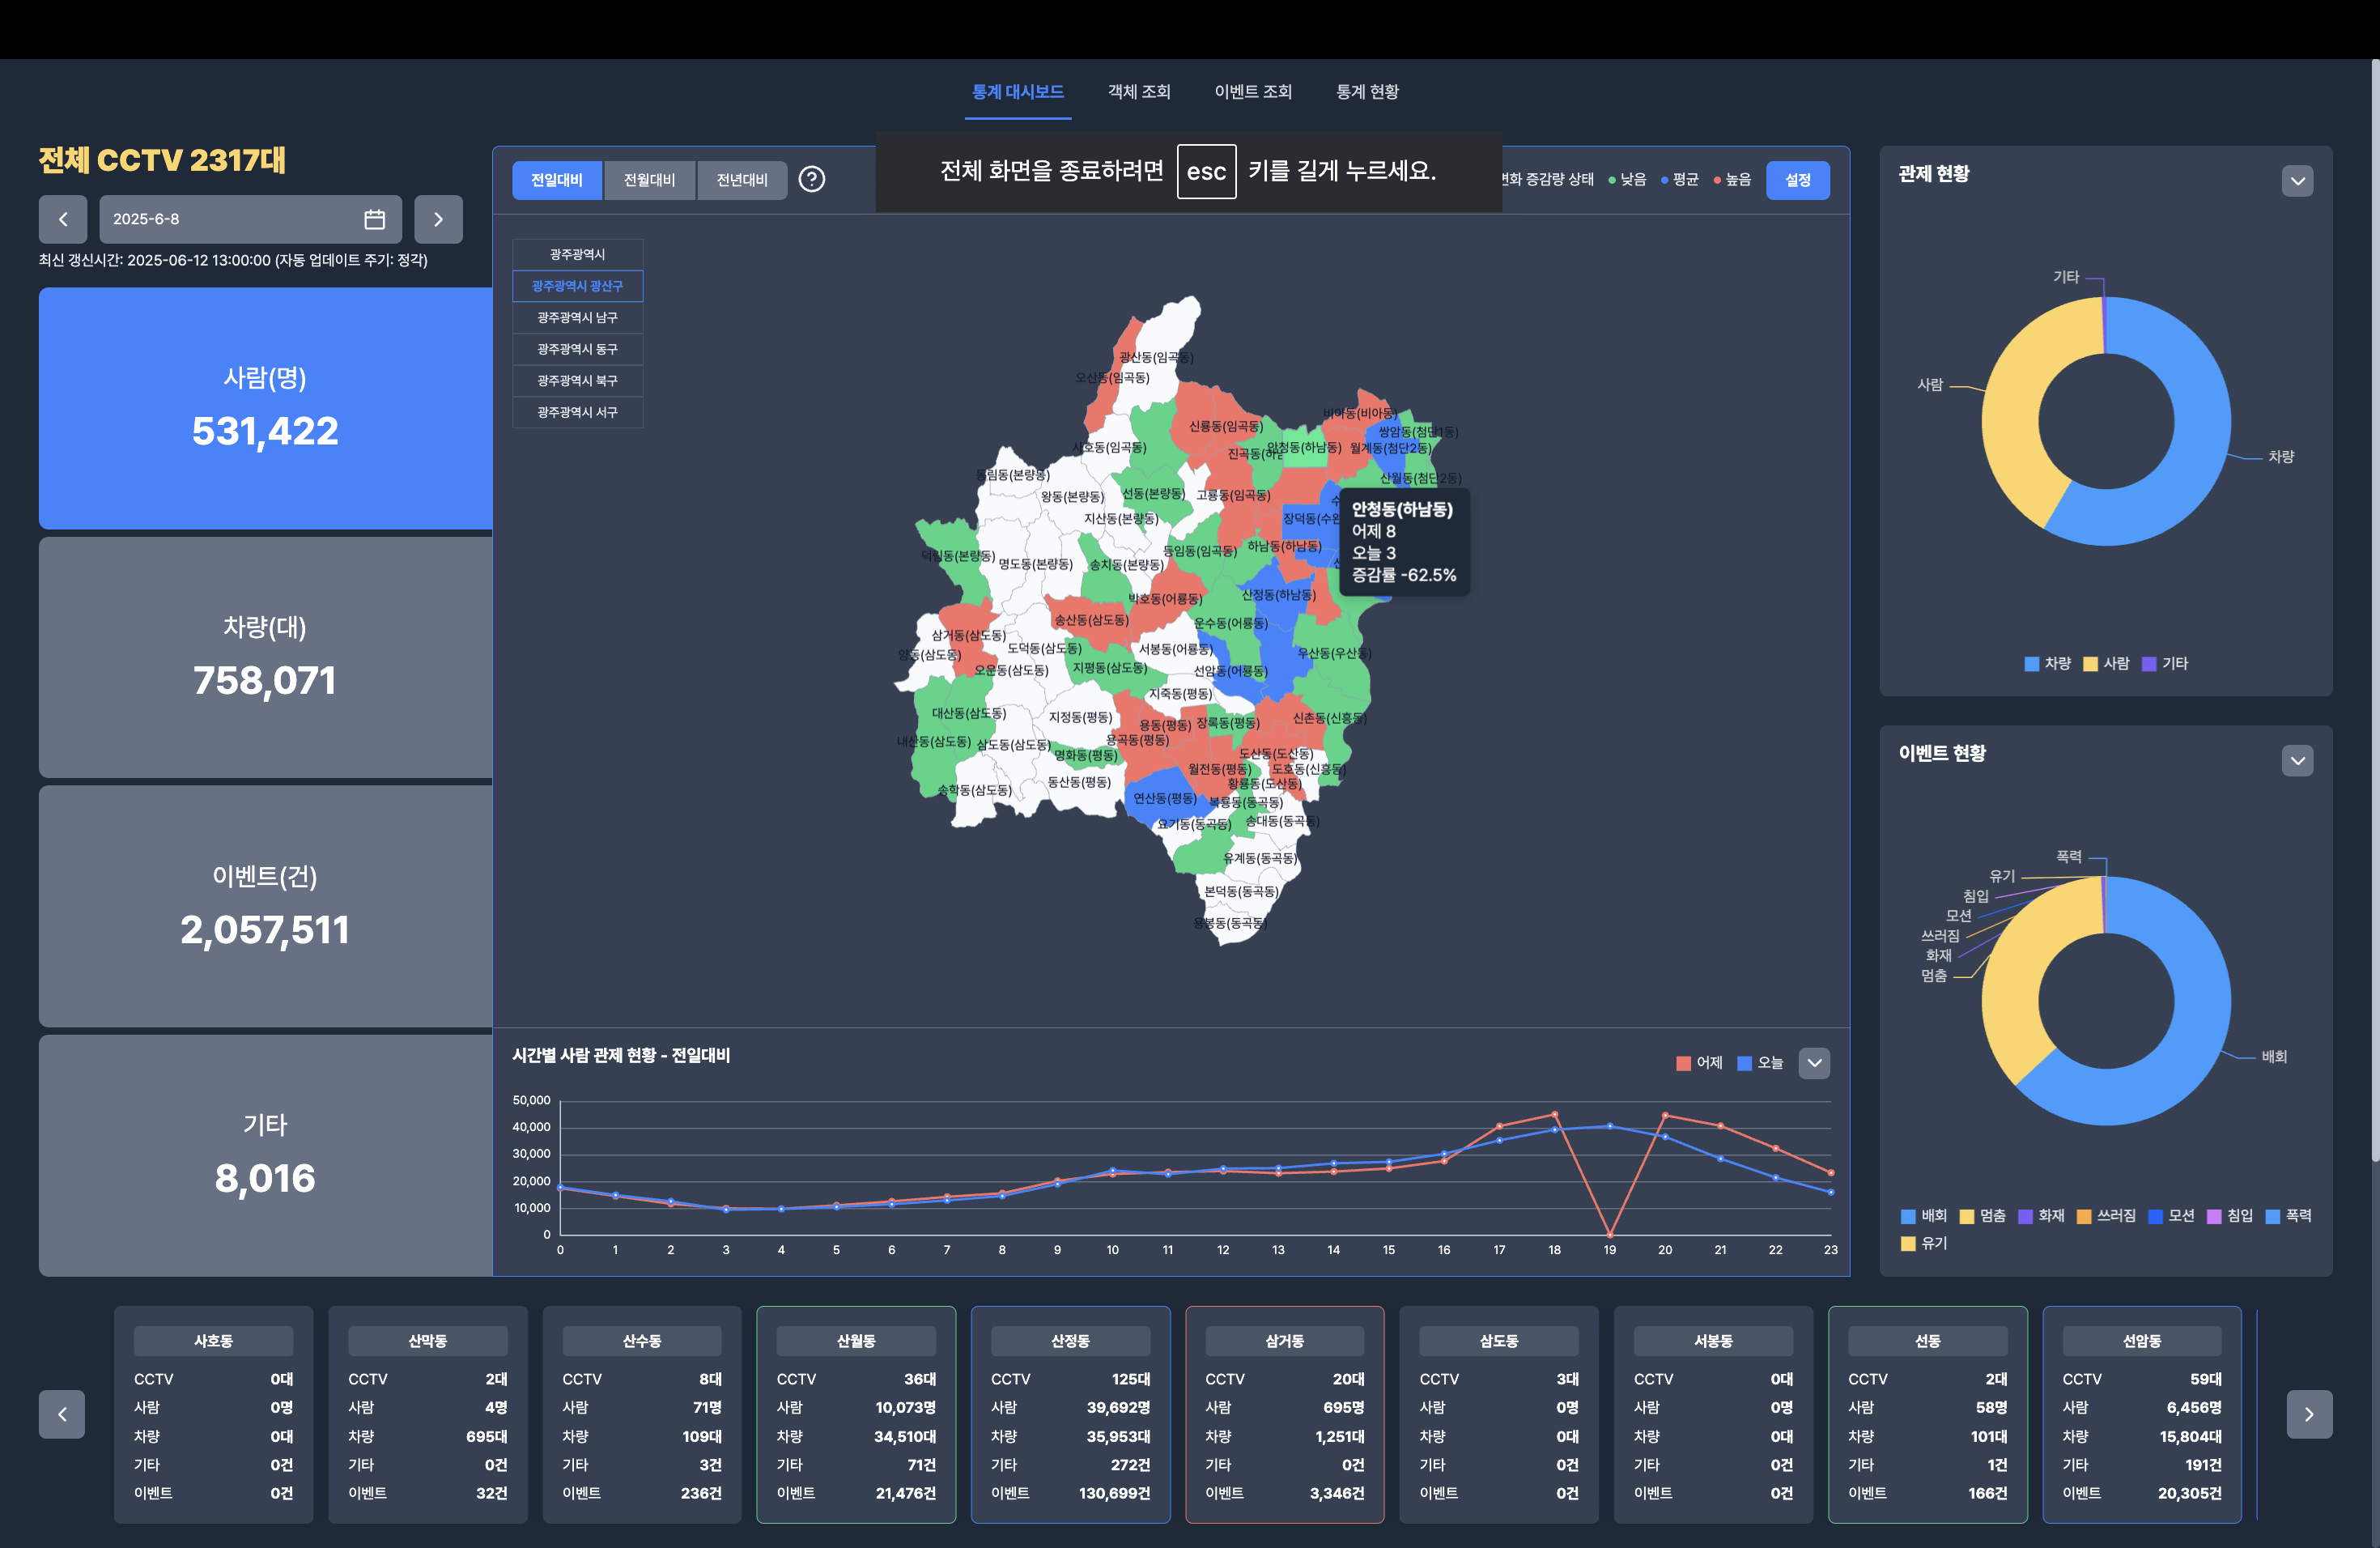 통계 대시보드 객체 조회 이벤트 조회 통계 현황
전체 화면을 종료하려면 esc 키를 길게 누르세요.
전체 CCTV 2317대
2025-6-8
최신 갱신시간: 2025-06-12 13:00:00 (자동 업데이트 주기: 정각)
사람(명)
531,422
차량(대)
758,071
이벤트(건)
2,057,511
기타
8,016
전일대비 전월대비 전년대비 ?
변화 증감량 상태 낮음 평균 높음 설정
광주광역시
광주광역시 광산구
광주광역시 남구
광주광역시 동구
광주광역시 북구
광주광역시 서구
광산동(임곡동)
오산동(임곡동)
비아동(비아동)
신룡동(임곡동)
쌍암동(첨단1동)
사호동(임곡동)
진곡동(하남
안청동(하남동)
월계동(첨단2동)
동림동(본량동)
산월동(첨단2동)
왕동(본량동)
선동(본량동)
고룡동(임곡동)
지산동(본량동)
장덕동(수완
덕림동(본량동)
명도동(본량동)
송치동(본량동)
등임동(임곡동)
하남동(하남동)
박호동(어룡동)
산정동(하남동)
송산동(삼도동)
운수동(어룡동)
삼거동(삼도동)
양동(삼도동)
도덕동(삼도동)
서봉동(어룡동)
우산동(우산동)
오운동(삼도동)
지평동(삼도동)
선암동(어룡동)
지죽동(평동)
대산동(삼도동)
지정동(평동)
용동(평동)
장록동(평동)
신촌동(신흥동)
내산동(삼도동)
삼도동(삼도동)
용곡동(평동)
명화동(평동)
도산동(도산동)
월전동(평동)
도호동(신흥동)
송학동(삼도동)
동산동(평동)
황룡동(도산동)
연산동(평동)
복룡동(동곡동)
요기동(동곡동)
송대동(동곡동)
유계동(동곡동)
본덕동(동곡동)
용봉동(동곡동)
안청동(하남동)
어제 8
오늘 3
증감률 -62.5%
시간별 사람 관제 현황 - 전일대비
어제 오늘
50,000
40,000
30,000
20,000
10,000
0
0 1 2 3 4 5 6 7 8 9 10 11 12 13 14 15 16 17 18 19 20 21 22 23
관제 현황
기타
사람
차량
차량 사람 기타
이벤트 현황
폭력
유기
침입
모션
쓰러짐
화재
멈춤
배회
배회 멈춤 화재 쓰러짐 모션 침입 폭력
유기
사호동
CCTV 0대
사람 0명
차량 0대
기타 0건
이벤트 0건
산막동
CCTV 2대
사람 4명
차량 695대
기타 0건
이벤트 32건
산수동
CCTV 8대
사람 71명
차량 109대
기타 3건
이벤트 236건
산월동
CCTV 36대
사람 10,073명
차량 34,510대
기타 71건
이벤트 21,476건
산정동
CCTV 125대
사람 39,692명
차량 35,953대
기타 272건
이벤트 130,699건
삼거동
CCTV 20대
사람 695명
차량 1,251대
기타 0건
이벤트 3,346건
삼도동
CCTV 3대
사람 0명
차량 0대
기타 0건
이벤트 0건
서봉동
CCTV 0대
사람 0명
차량 0대
기타 0건
이벤트 0건
선동
CCTV 2대
사람 58명
차량 101대
기타 1건
이벤트 166건
선암동
CCTV 59대
사람 6,456명
차량 15,804대
기타 191건
이벤트 20,305건